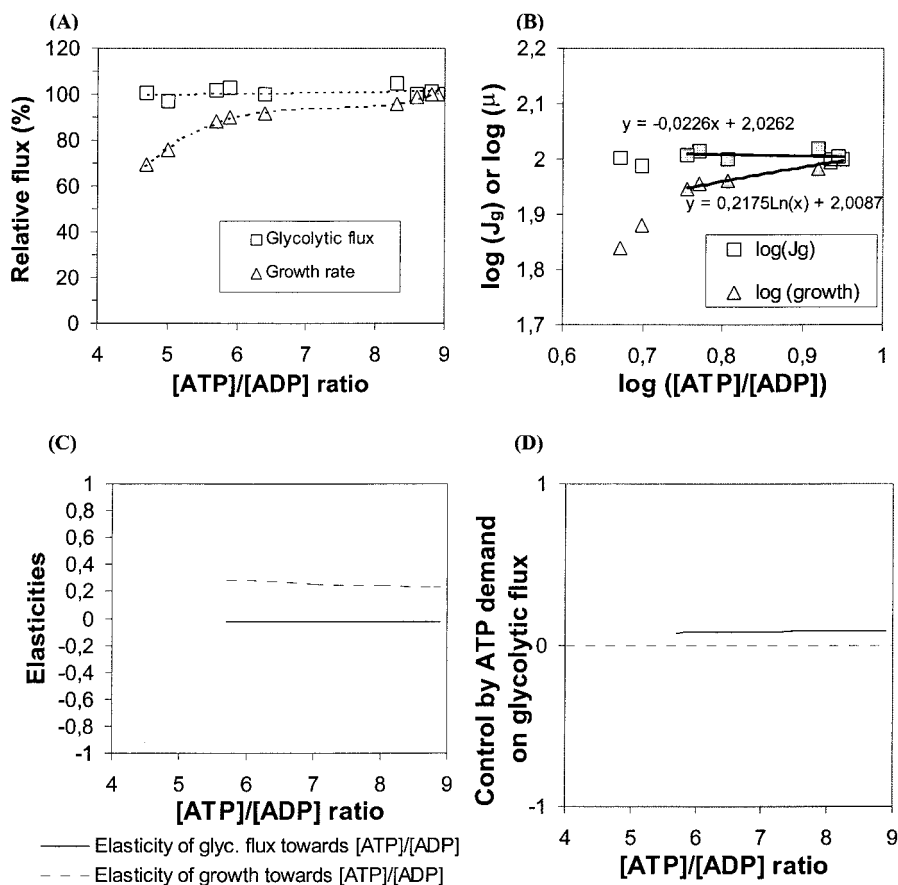 (A)
120
100
80
60
40
20
0
Relative flux (%)
Glycolytic flux
Growth rate
4 5 6 7 8 9
[ATP]/[ADP] ratio
(B)
2,2
2,1
2
1,9
1,8
1,7
log (Jg) or log (μ)
y = -0,0226x + 2,0262
y = 0,2175Ln(x) + 2,0087
log(Jg)
log (growth)
0,6 0,7 0,8 0,9 1
log ([ATP]/[ADP])
(C)
1
0,8
0,6
0,4
0,2
0
-0,2
-0,4
-0,6
-0,8
-1
Elasticities
4 5 6 7 8 9
[ATP]/[ADP] ratio
Elasticity of glyc. flux towards [ATP]/[ADP]
Elasticity of growth towards [ATP]/[ADP]
(D)
1
0
-1
Control by ATP demand
on glycolytic flux
4 5 6 7 8 9
[ATP]/[ADP] ratio